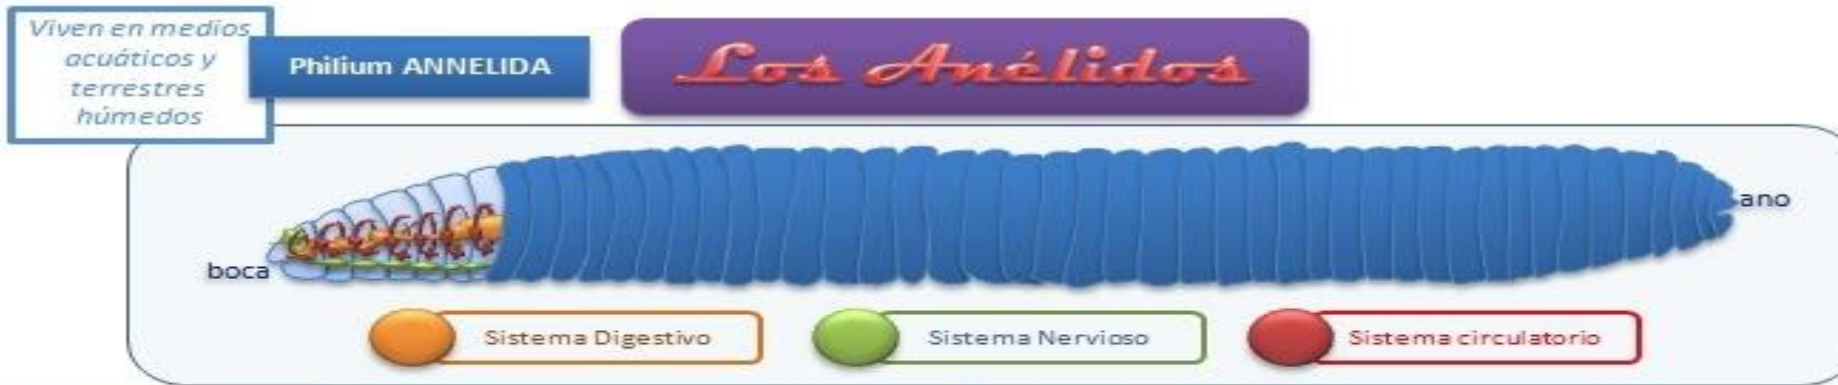 Viven en medios
acuáticos y
terrestres
húmedos
Philium ANNELIDA
Los Anélidos
boca
ano
Sistema Digestivo
Sistema Nervioso
Sistema circulatorio